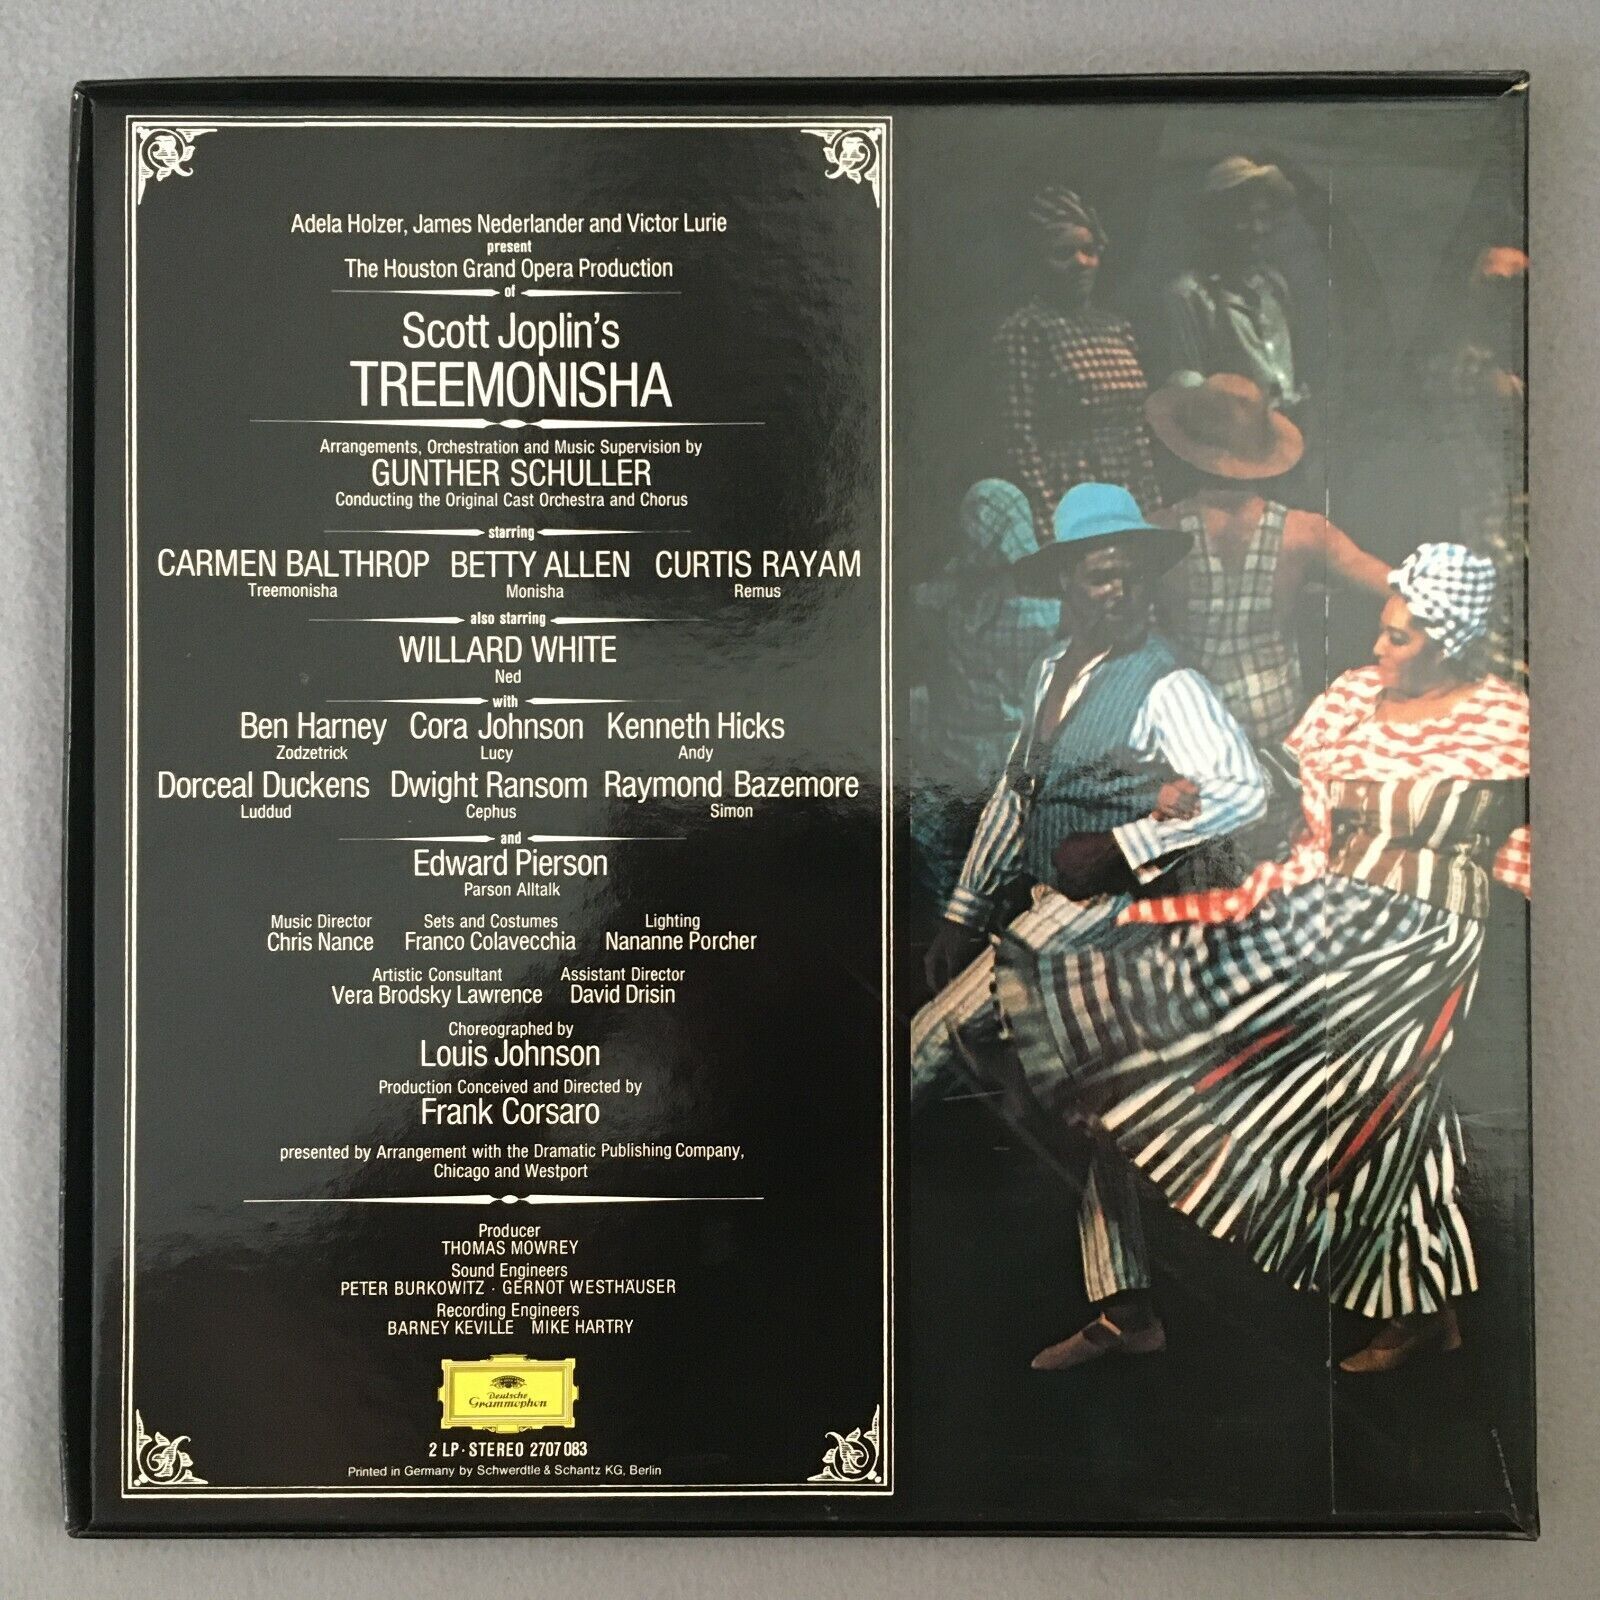 Adela Holzer, James Nederlander and Victor Lurie
present
The Houston Grand Opera Production
of
Scott Joplin's
TREEMONISHA
Arrangements, Orchestration and Music Supervision by
GUNTHER SCHULLER
Conducting the Original Cast Orchestra and Chorus
starring
CARMEN BALTHROP BETTY ALLEN CURTIS RAYAM
Treemonisha Monisha Remus
also starring
WILLARD WHITE
Ned
with
Ben Harney Cora Johnson Kenneth Hicks
Zodzetrick Lucy Andy
Dorceal Duckens Dwight Ransom Raymond Bazemore
Luddud Cephus Simon
and
Edward Pierson
Parson Alltalk
Music Director Sets and Costumes Lighting
Chris Nance Franco Colavecchia Nananne Porcher
Artistic Consultant Assistant Director
Vera Brodsky Lawrence David Drisin
Choreographed by
Louis Johnson
Production Conceived and Directed by
Frank Corsaro
presented by Arrangement with the Dramatic Publishing Company,
Chicago and Westport
Producer
THOMAS MOWREY
Sound Engineers
PETER BURKOWITZ · GERNOT WESTHÄUSER
Recording Engineers
BARNEY KEVILLE MIKE HARTRY
Deutsche
Grammophon
2 LP · STEREO 2707 083
Printed in Germany by Schwerdtle & Schantz KG, Berlin